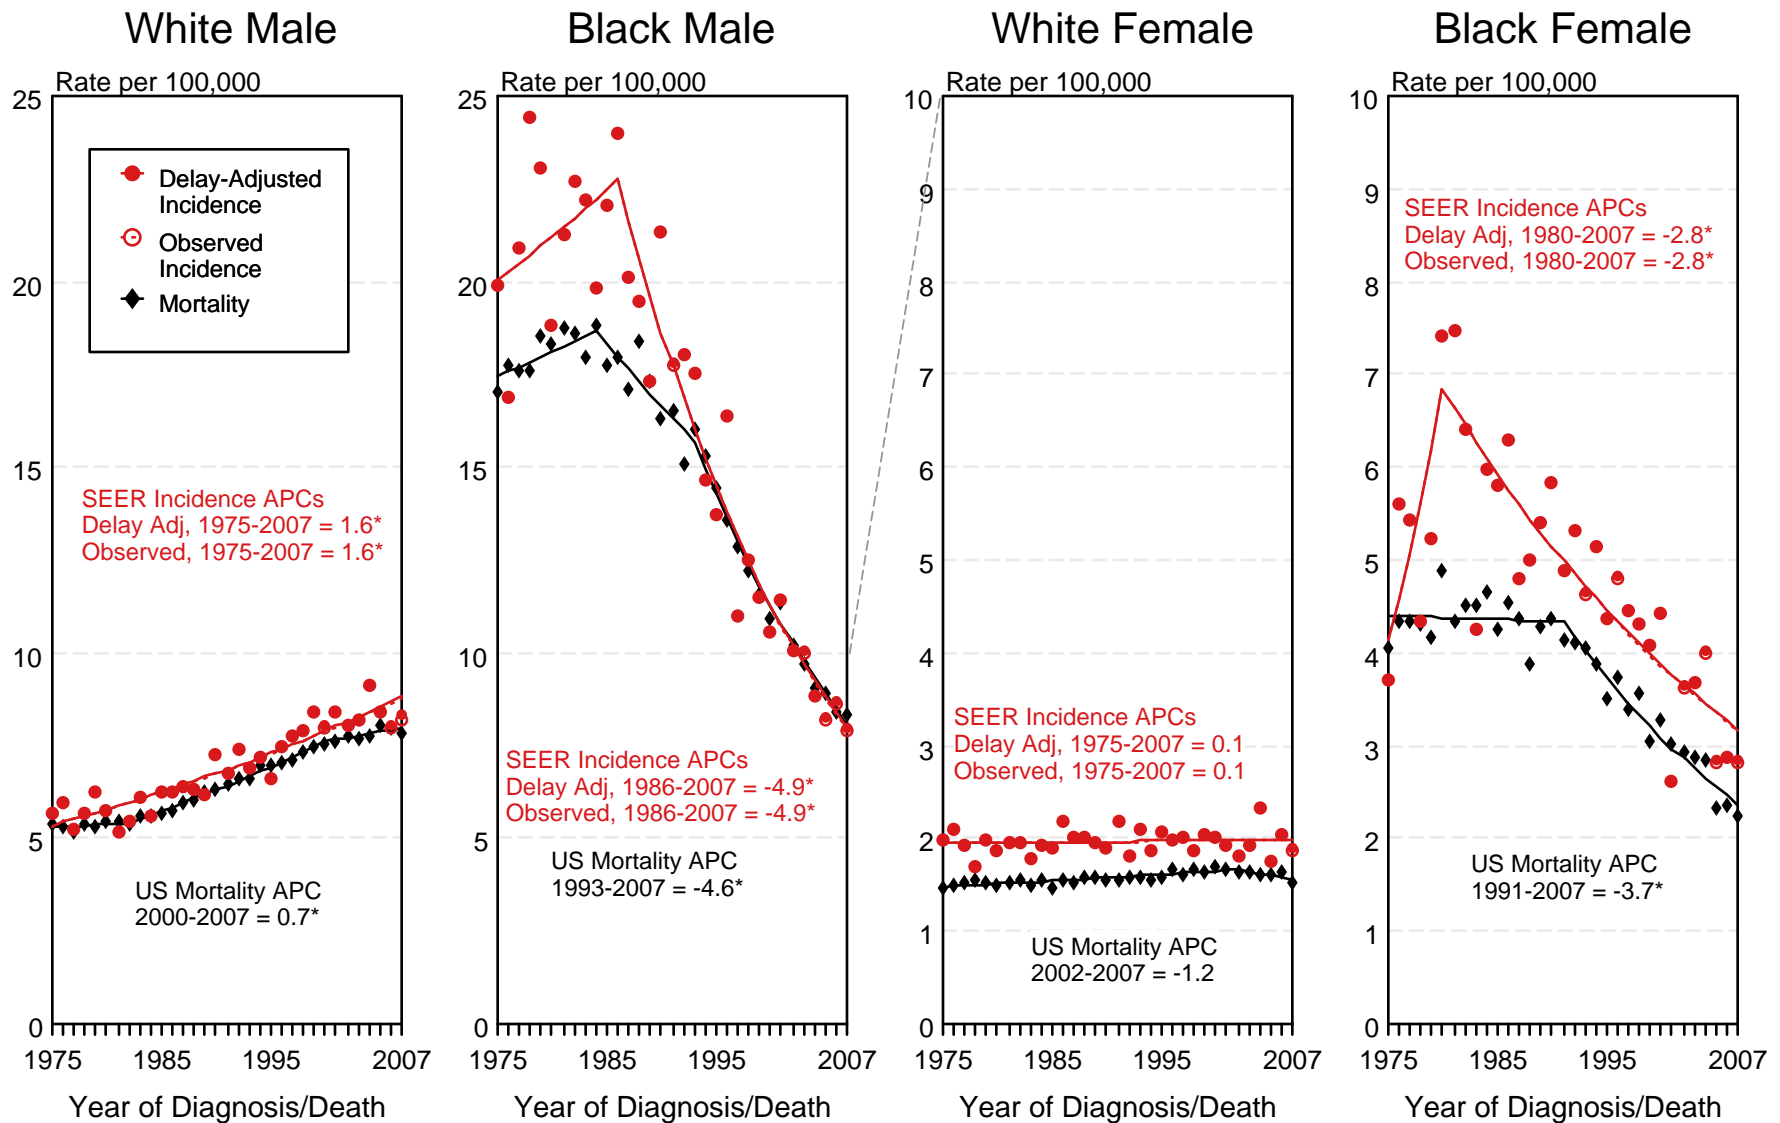 White Male
Rate per 100,000
25
20
15
10
5
0
Delay-Adjusted
Incidence
Observed
Incidence
Mortality
SEER Incidence APCs
Delay Adj, 1975-2007 = 1.6*
Observed, 1975-2007 = 1.6*
US Mortality APC
2000-2007 = 0.7*
1975 1985 1995 2007
Year of Diagnosis/Death
Black Male
Rate per 100,000
25
20
15
10
5
0
SEER Incidence APCs
Delay Adj, 1986-2007 = -4.9*
Observed, 1986-2007 = -4.9*
US Mortality APC
1993-2007 = -4.6*
1975 1985 1995 2007
Year of Diagnosis/Death
White Female
Rate per 100,000
10
9
8
7
6
5
4
3
2
1
0
SEER Incidence APCs
Delay Adj, 1975-2007 = 0.1
Observed, 1975-2007 = 0.1
US Mortality APC
2002-2007 = -1.2
1975 1985 1995 2007
Year of Diagnosis/Death
Black Female
Rate per 100,000
10
9
8
7
6
5
4
3
2
1
0
SEER Incidence APCs
Delay Adj, 1980-2007 = -2.8*
Observed, 1980-2007 = -2.8*
US Mortality APC
1991-2007 = -3.7*
1975 1985 1995 2007
Year of Diagnosis/Death